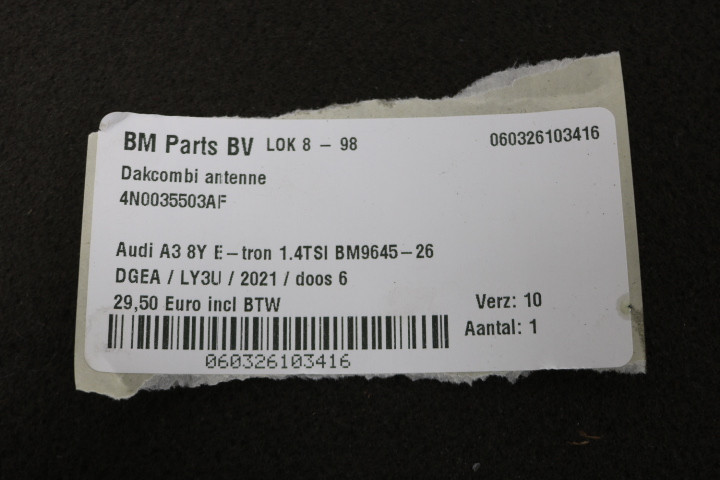 BM Parts BV LOK 8 - 98 060326103416
Dakcombi antenne
4N0035503AF
Audi A3 8Y E-tron 1.4TSI BM9645-26
DGEA / LY3U / 2021 / doos 6
29,50 Euro incl BTW Verz: 10
Aantal: 1
060326103416